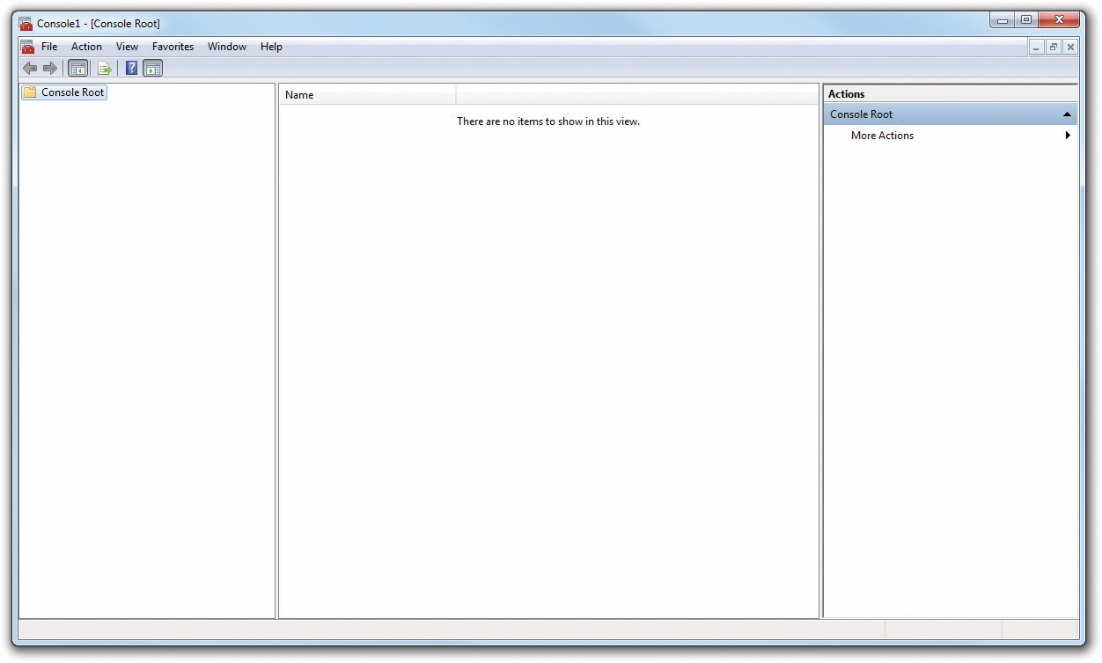 Console1 - [Console Root]
File Action View Favorites Window Help
Console Root
Name
There are no items to show in this view.
Actions
Console Root
More Actions